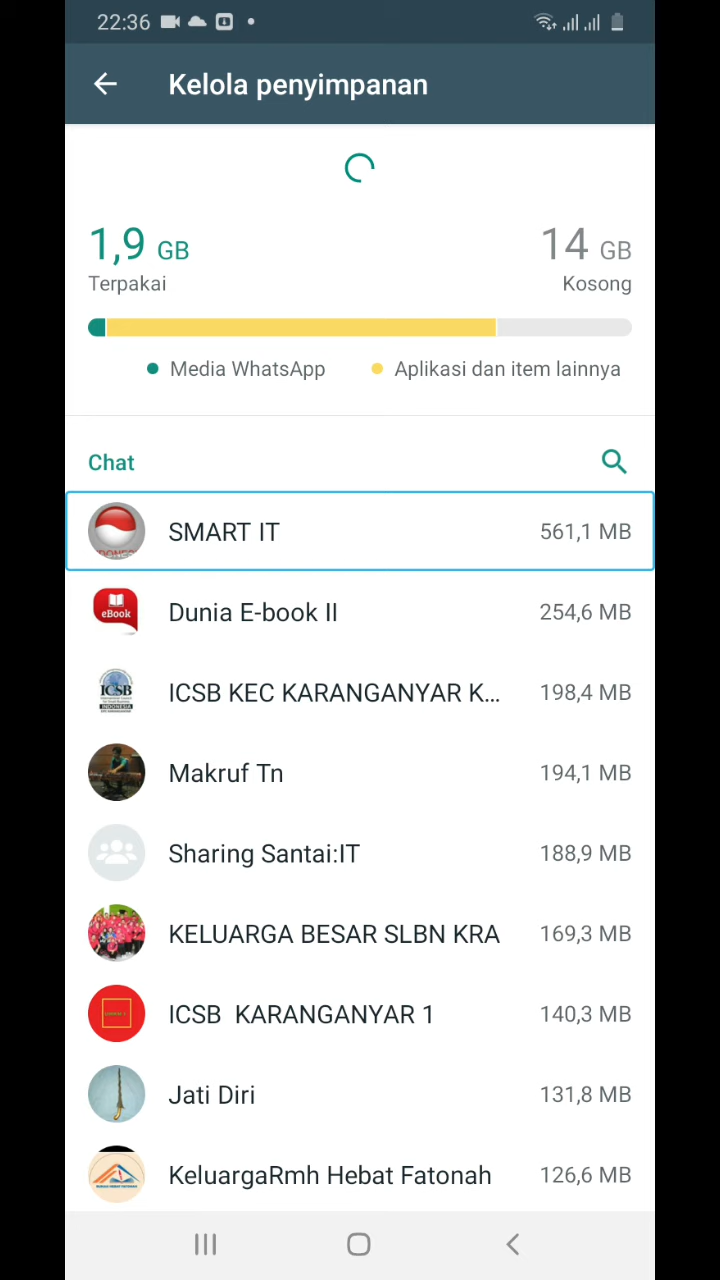 22:36
Kelola penyimpanan
1,9 GB
14 GB
Terpakai
Kosong
Media WhatsApp
Aplikasi dan item lainnya
Chat
SMART IT
561,1 MB
eBook
Dunia E-book II
254,6 MB
ICSB
INDONESIA
ICSB KEC KARANGANYAR K...
198,4 MB
Makruf Tn
194,1 MB
Sharing Santai:IT
188,9 MB
KELUARGA BESAR SLBN KRA
169,3 MB
ICSB KARANGANYAR 1
140,3 MB
Jati Diri
131,8 MB
KeluargaRmh Hebat Fatonah
126,6 MB